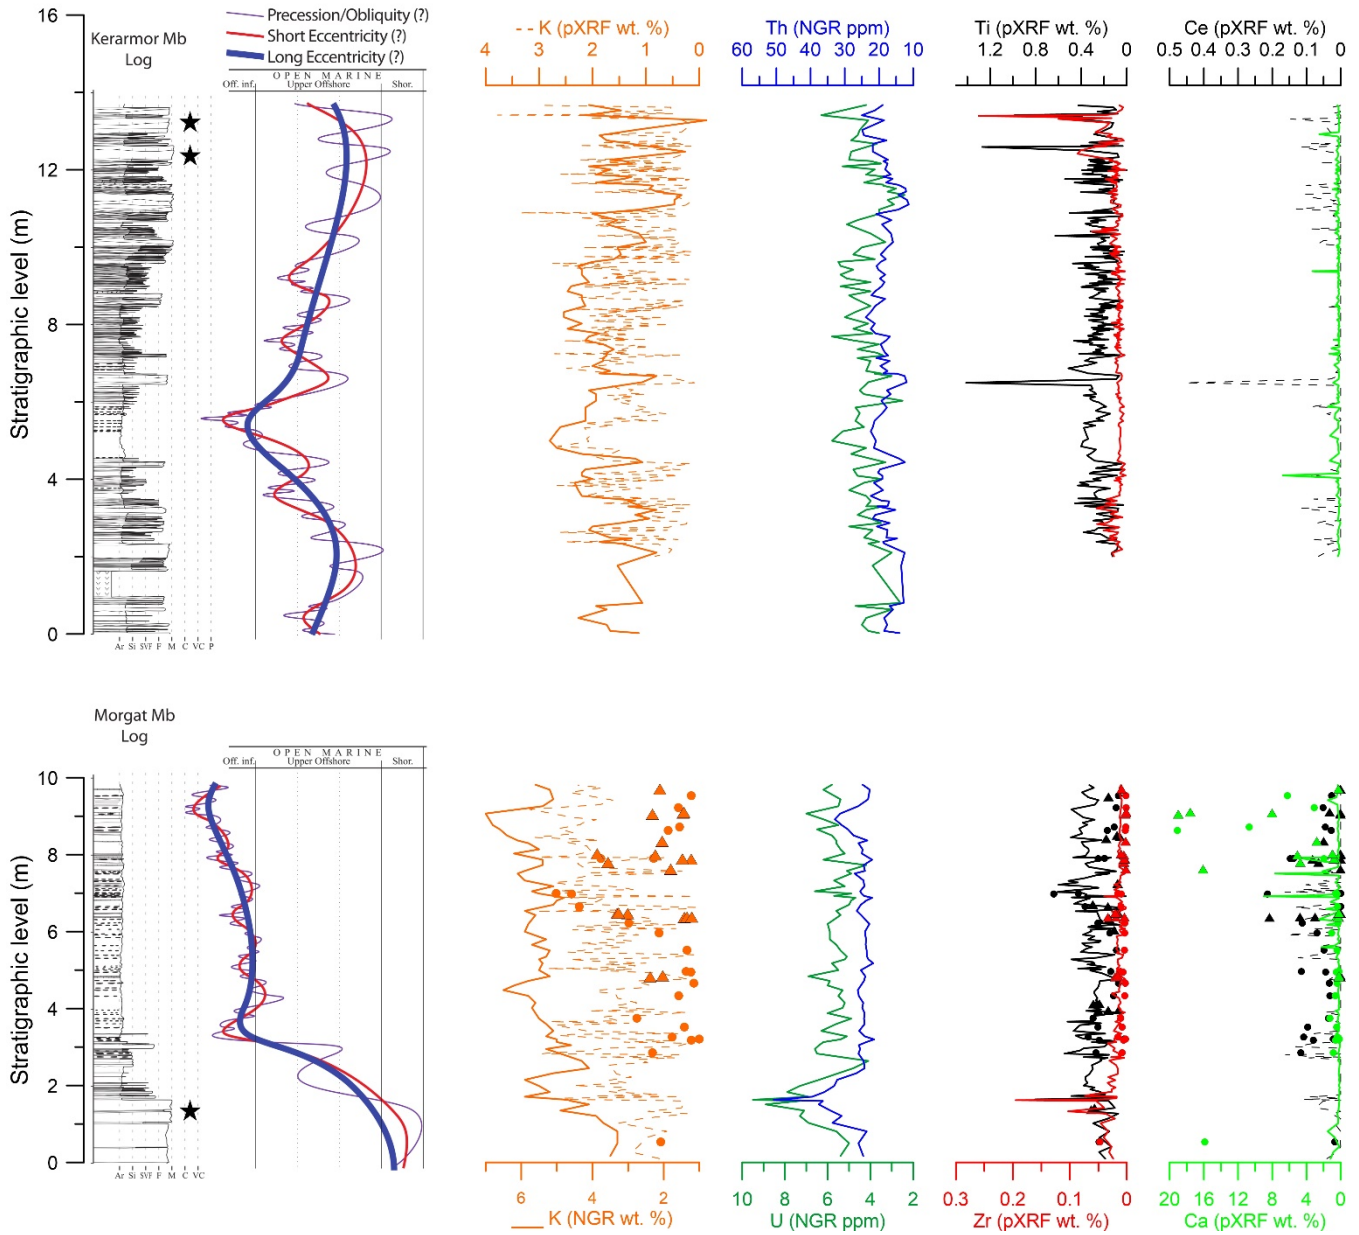 Precession/Obliquity (?)
Short Eccentricity (?)
Long Eccentricity (?)
Kerarmor Mb
Log
OPEN MARINE
Off. inf.
Upper Offshore
Shor.
K (pXRF wt. %)
4 3 2 1 0
Th (NGR ppm)
60 50 40 30 20 10
Ti (pXRF wt. %)
1.2 0.8 0.4 0
Ce (pXRF wt. %)
0.5 0.3 0.2 0.1 0
Stratigraphic level (m)
16
12
8
4
0
Ar Si SVF F M C VC P
Morgat Mb
Log
OPEN MARINE
Off. inf.
Upper Offshore
Shor.
Stratigraphic level (m)
10
8
6
4
2
0
Ar Si SVF F M C VC
6 4 2 0
K (NGR wt. %)
10 8 6 4 2
U (NGR ppm)
0.3 0.2 0.1 0
Zr (pXRF wt. %)
20 16 12 8 4 0
Ca (pXRF wt. %)